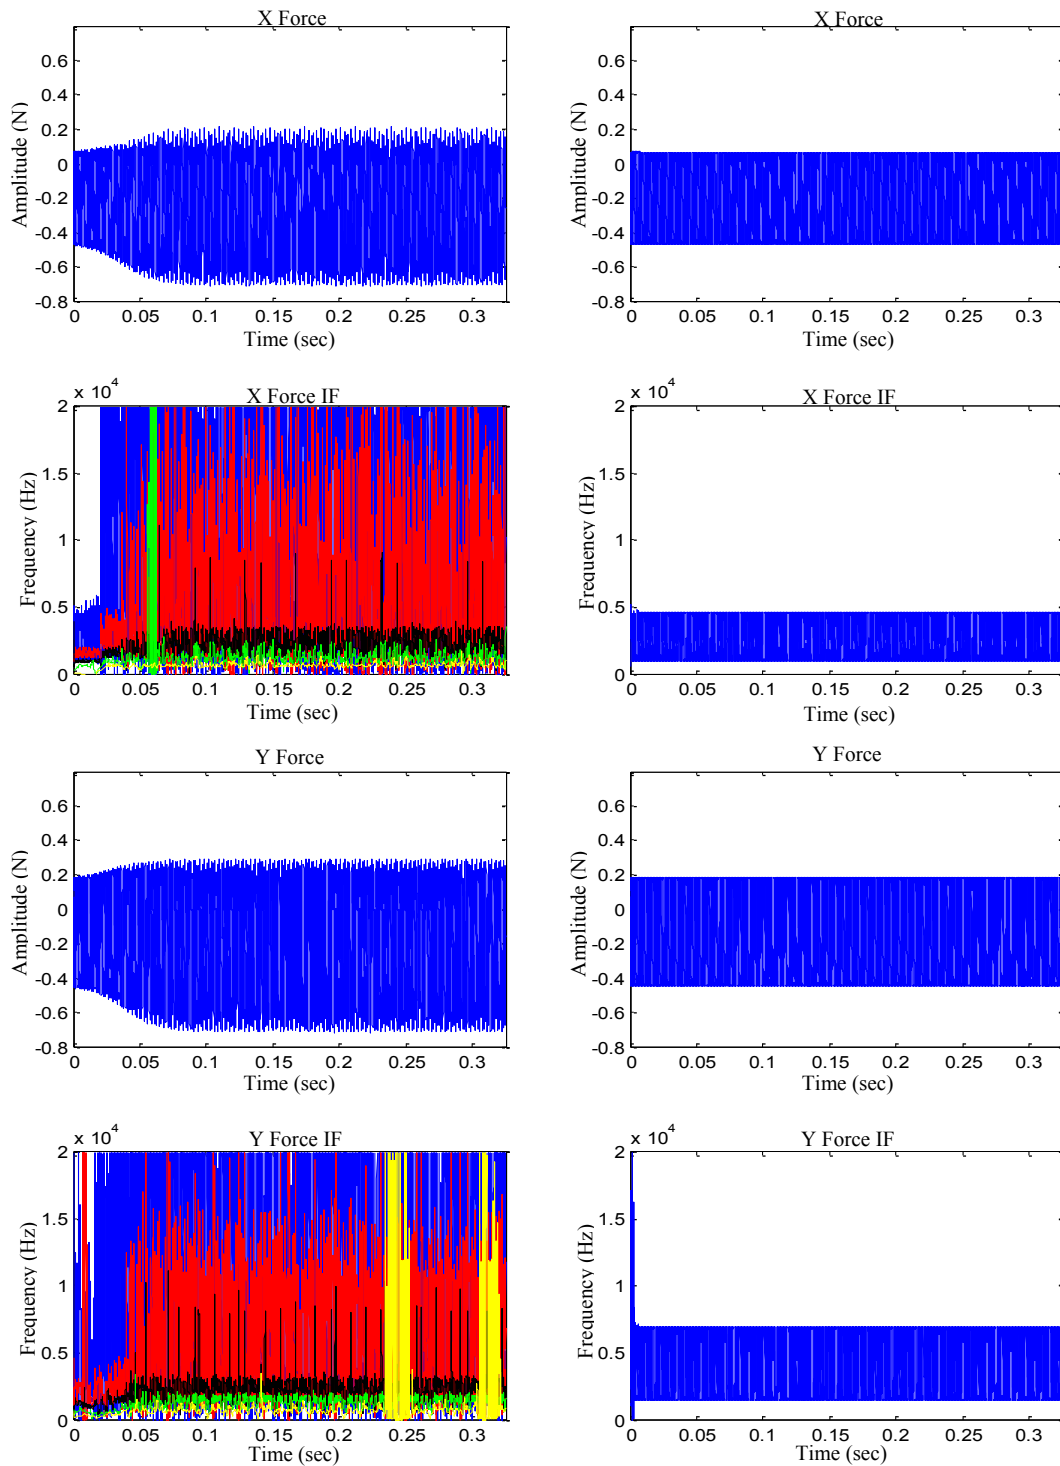 X Force
X Force
0.8
0.6
0.4
0.2
0
-0.2
-0.4
-0.6
-0.8
Amplitude (N)
0 0.05 0.1 0.15 0.2 0.25 0.3
Time (sec)
0.6
0.4
0.2
0
-0.2
-0.4
-0.6
-0.8
Amplitude (N)
0 0.05 0.1 0.15 0.2 0.25 0.3
Time (sec)
x 10^4
X Force IF
2
1.5
1
0.5
0
Frequency (Hz)
0 0.05 0.1 0.15 0.2 0.25 0.3
Time (sec)
x 10^4
X Force IF
2
1.5
1
0.5
0
Frequency (Hz)
0 0.05 0.1 0.15 0.2 0.25 0.3
Time (sec)
Y Force
0.6
0.4
0.2
0
-0.2
-0.4
-0.6
-0.8
Amplitude (N)
0 0.05 0.1 0.15 0.2 0.25 0.3
Time (sec)
Y Force
0.6
0.4
0.2
0
-0.2
-0.4
-0.6
-0.8
Amplitude (N)
0 0.05 0.1 0.15 0.2 0.25 0.3
Time (sec)
x 10^4
Y Force IF
2
1.5
1
0.5
0
Frequency (Hz)
0 0.05 0.1 0.15 0.2 0.25 0.3
Time (sec)
x 10^4
Y Force IF
2
1.5
1
0.5
0
Frequency (Hz)
0 0.05 0.1 0.15 0.2 0.25 0.3
Time (sec)